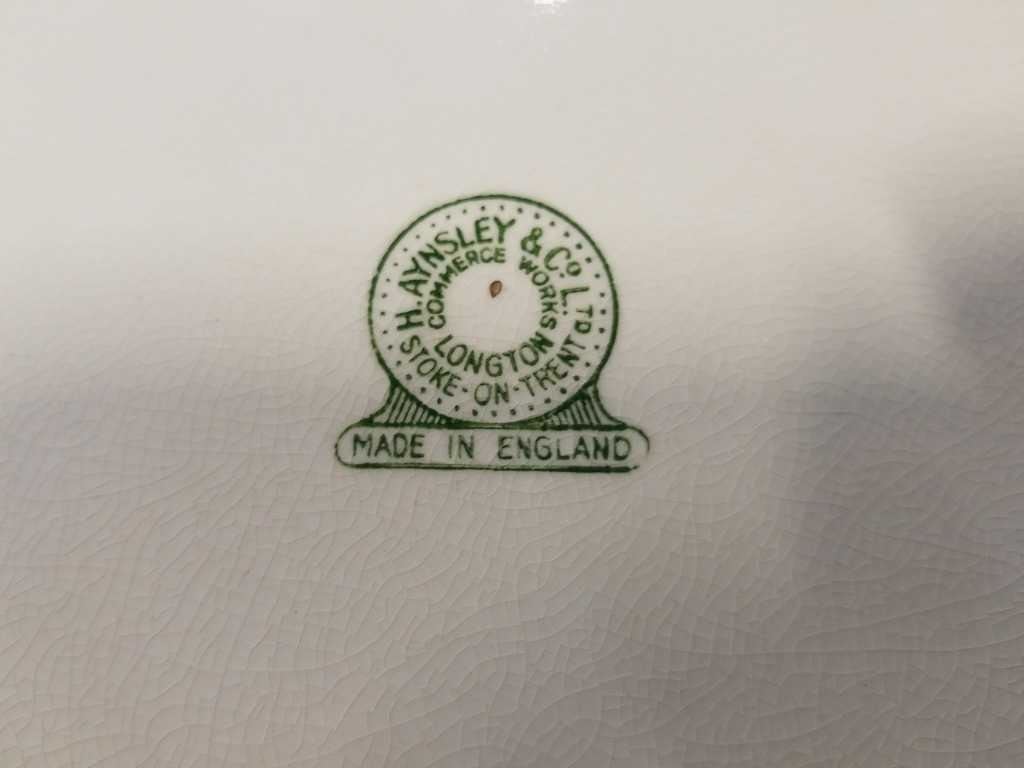 H. AYNSLEY & Co. LTD
COMMERCE WORKS
LONGTON
STOKE-ON-TRENT
MADE IN ENGLAND